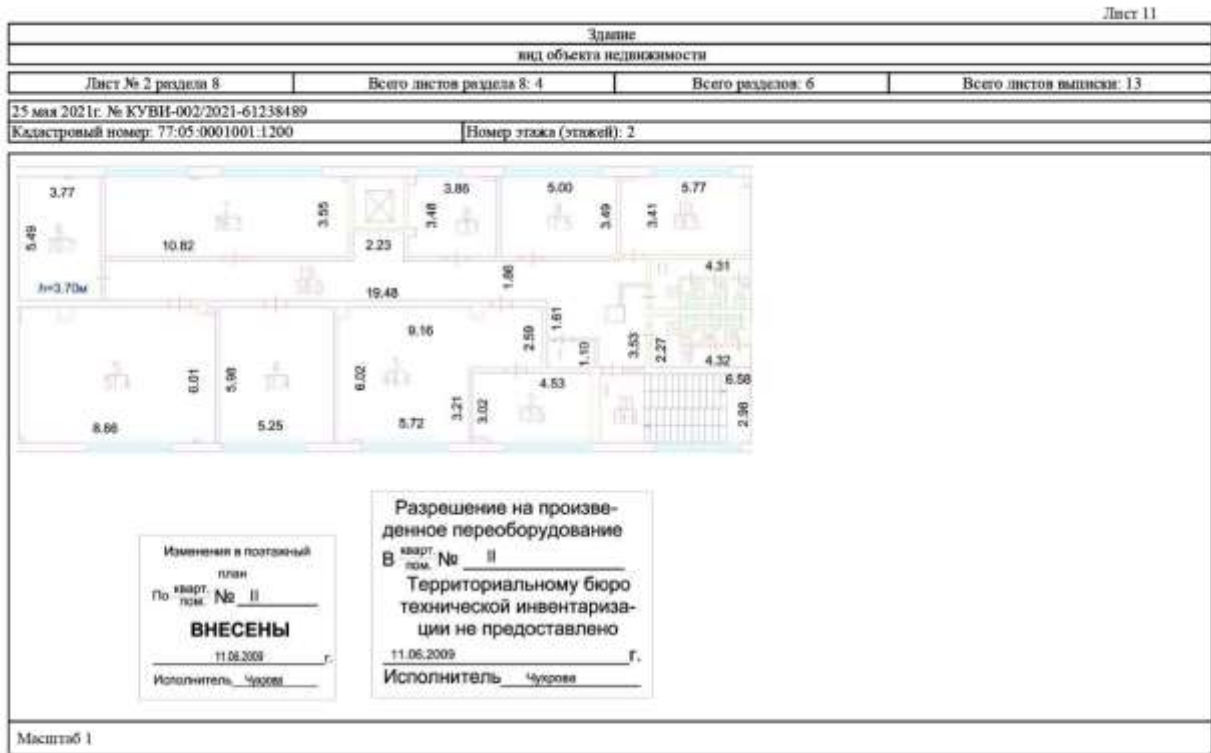 Лист 11
Здание
вид объекта недвижимости
Лист № 2 раздела 8 Всего листов раздела 8: 4 Всего разделов: 6 Всего листов выписки: 13
25 мая 2021г. № КУВИ-002/2021-61238489
Кадастровый номер: 77:05:0001001:1200 Номер этажа (этажей): 2
3.77 3.86 5.00 5.77
5.49 3.55 3.48 3.49 3.41
10.82 2.23 4.31
h=3.70м 19.48 1.86
9.16 2.59 1.61 1.10 3.53 2.27 4.32
6.01 5.98 6.02 4.53 6.58
8.86 5.25 5.72 3.21 3.02 2.98
Изменения в поэтажный
план
По кварт. пом. № II
ВНЕСЕНЫ
11.06.2009 г.
Исполнитель Чухрова
Разрешение на произве-
денное переоборудование
В кварт. пом. № II
Территориальному бюро
технической инвентариза-
ции не предоставлено
11.06.2009 г.
Исполнитель Чухрова
Масштаб 1